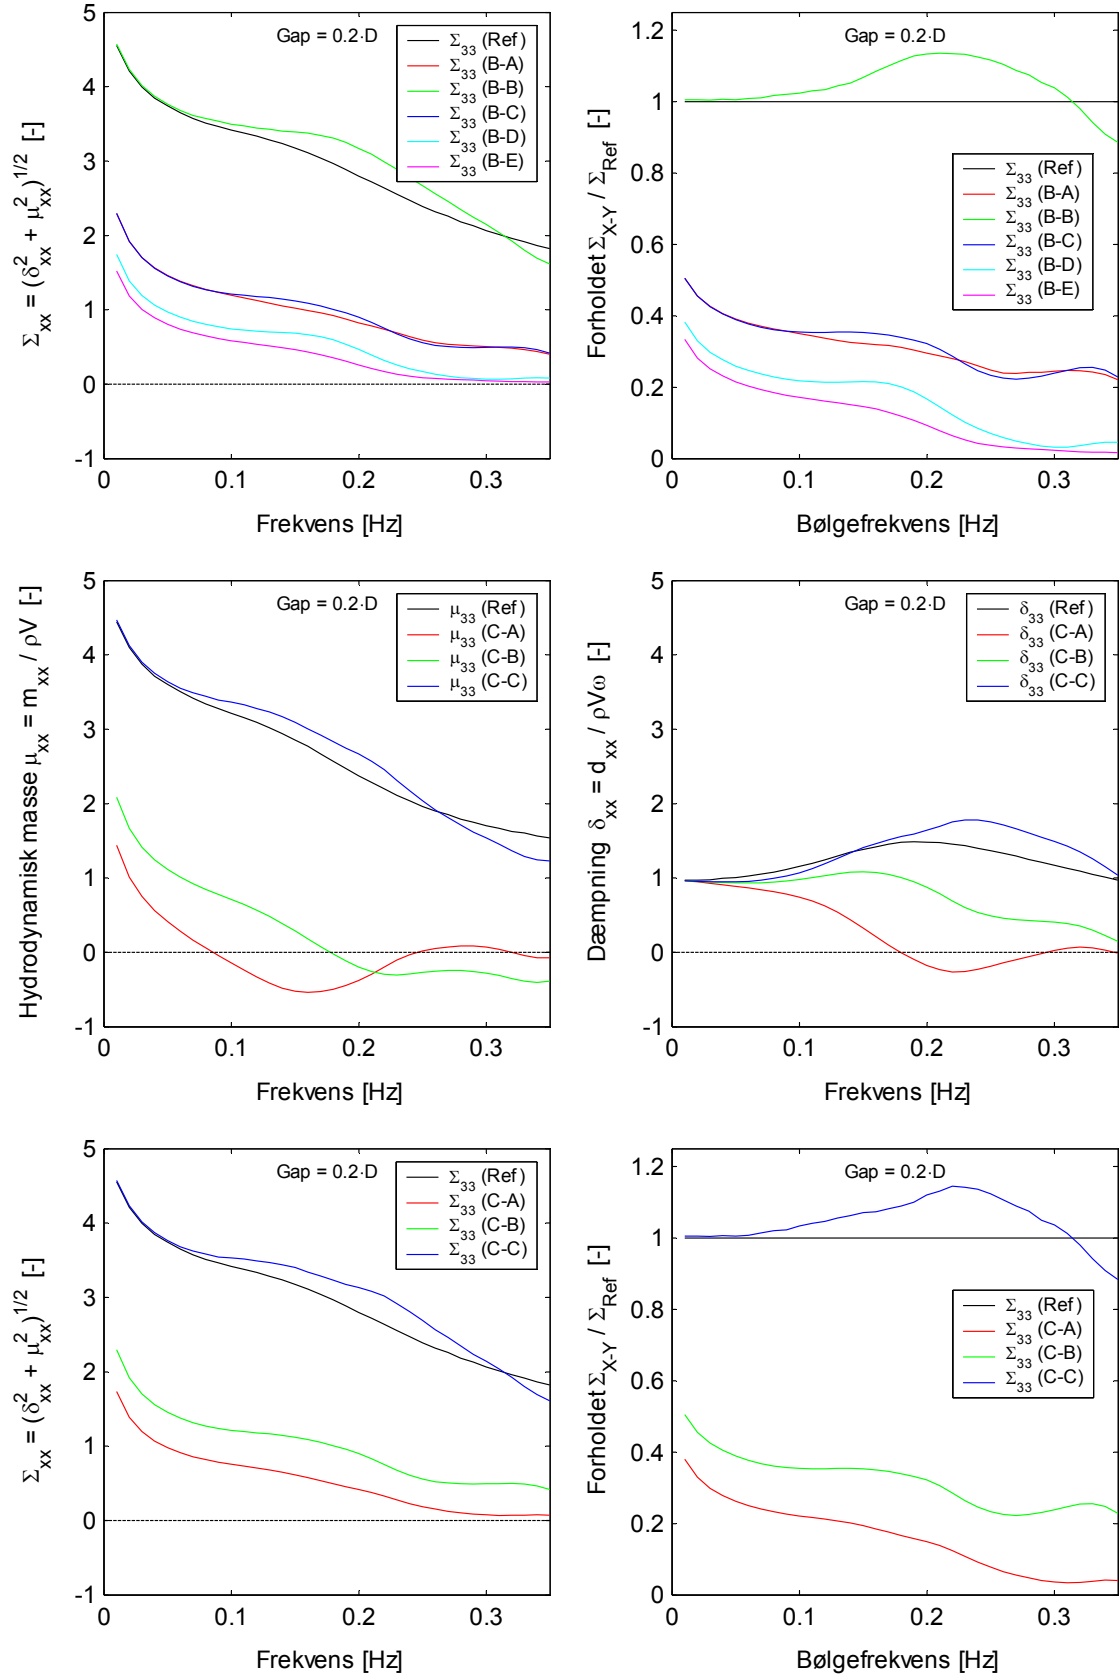 Gap = 0.2·D
Σ33 (Ref)
Σ33 (B-A)
Σ33 (B-B)
Σ33 (B-C)
Σ33 (B-D)
Σ33 (B-E)
Σxx = (δ²xx + μ²xx)^1/2 [-]
5
4
3
2
1
0
-1
0 0.1 0.2 0.3
Frekvens [Hz]
Gap = 0.2·D
Σ33 (Ref)
Σ33 (B-A)
Σ33 (B-B)
Σ33 (B-C)
Σ33 (B-D)
Σ33 (B-E)
Forholdet ΣX-Y / ΣRef [-]
1.2
1
0.8
0.6
0.4
0.2
0
0 0.1 0.2 0.3
Bølgefrekvens [Hz]
Gap = 0.2·D
μ33 (Ref)
μ33 (C-A)
μ33 (C-B)
μ33 (C-C)
Hydrodynamisk masse μxx = mxx / ρV [-]
5
4
3
2
1
0
-1
0 0.1 0.2 0.3
Frekvens [Hz]
Gap = 0.2·D
δ33 (Ref)
δ33 (C-A)
δ33 (C-B)
δ33 (C-C)
Dæmpning δxx = dxx / ρVω [-]
5
4
3
2
1
0
-1
0 0.1 0.2 0.3
Frekvens [Hz]
Gap = 0.2·D
Σ33 (Ref)
Σ33 (C-A)
Σ33 (C-B)
Σ33 (C-C)
Σxx = (δ²xx + μ²xx)^1/2 [-]
5
4
3
2
1
0
-1
0 0.1 0.2 0.3
Frekvens [Hz]
Gap = 0.2·D
Σ33 (Ref)
Σ33 (C-A)
Σ33 (C-B)
Σ33 (C-C)
Forholdet ΣX-Y / ΣRef [-]
1.2
1
0.8
0.6
0.4
0.2
0
0 0.1 0.2 0.3
Bølgefrekvens [Hz]